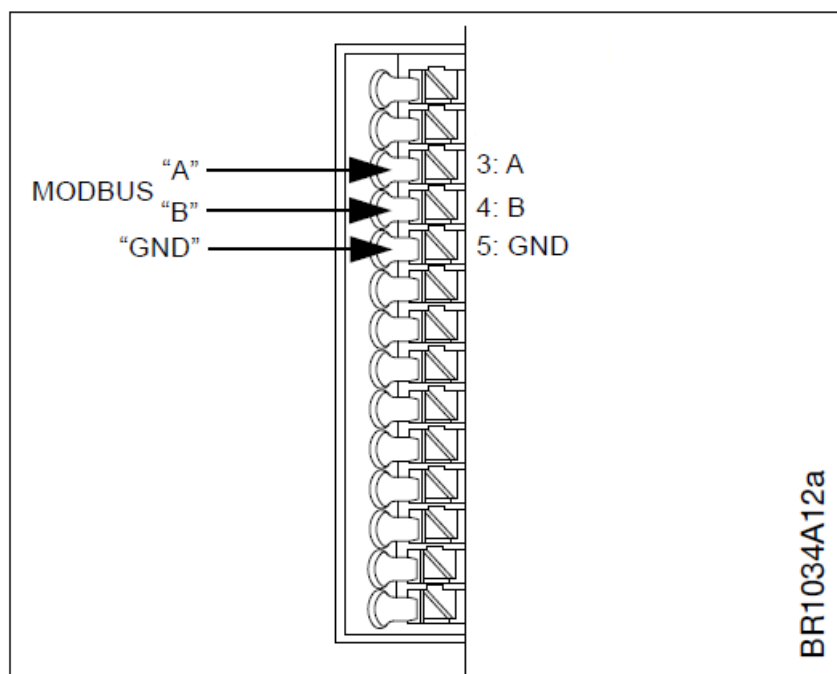 “A”
MODBUS “B”
“GND”
3: A
4: B
5: GND
BR1034A12a